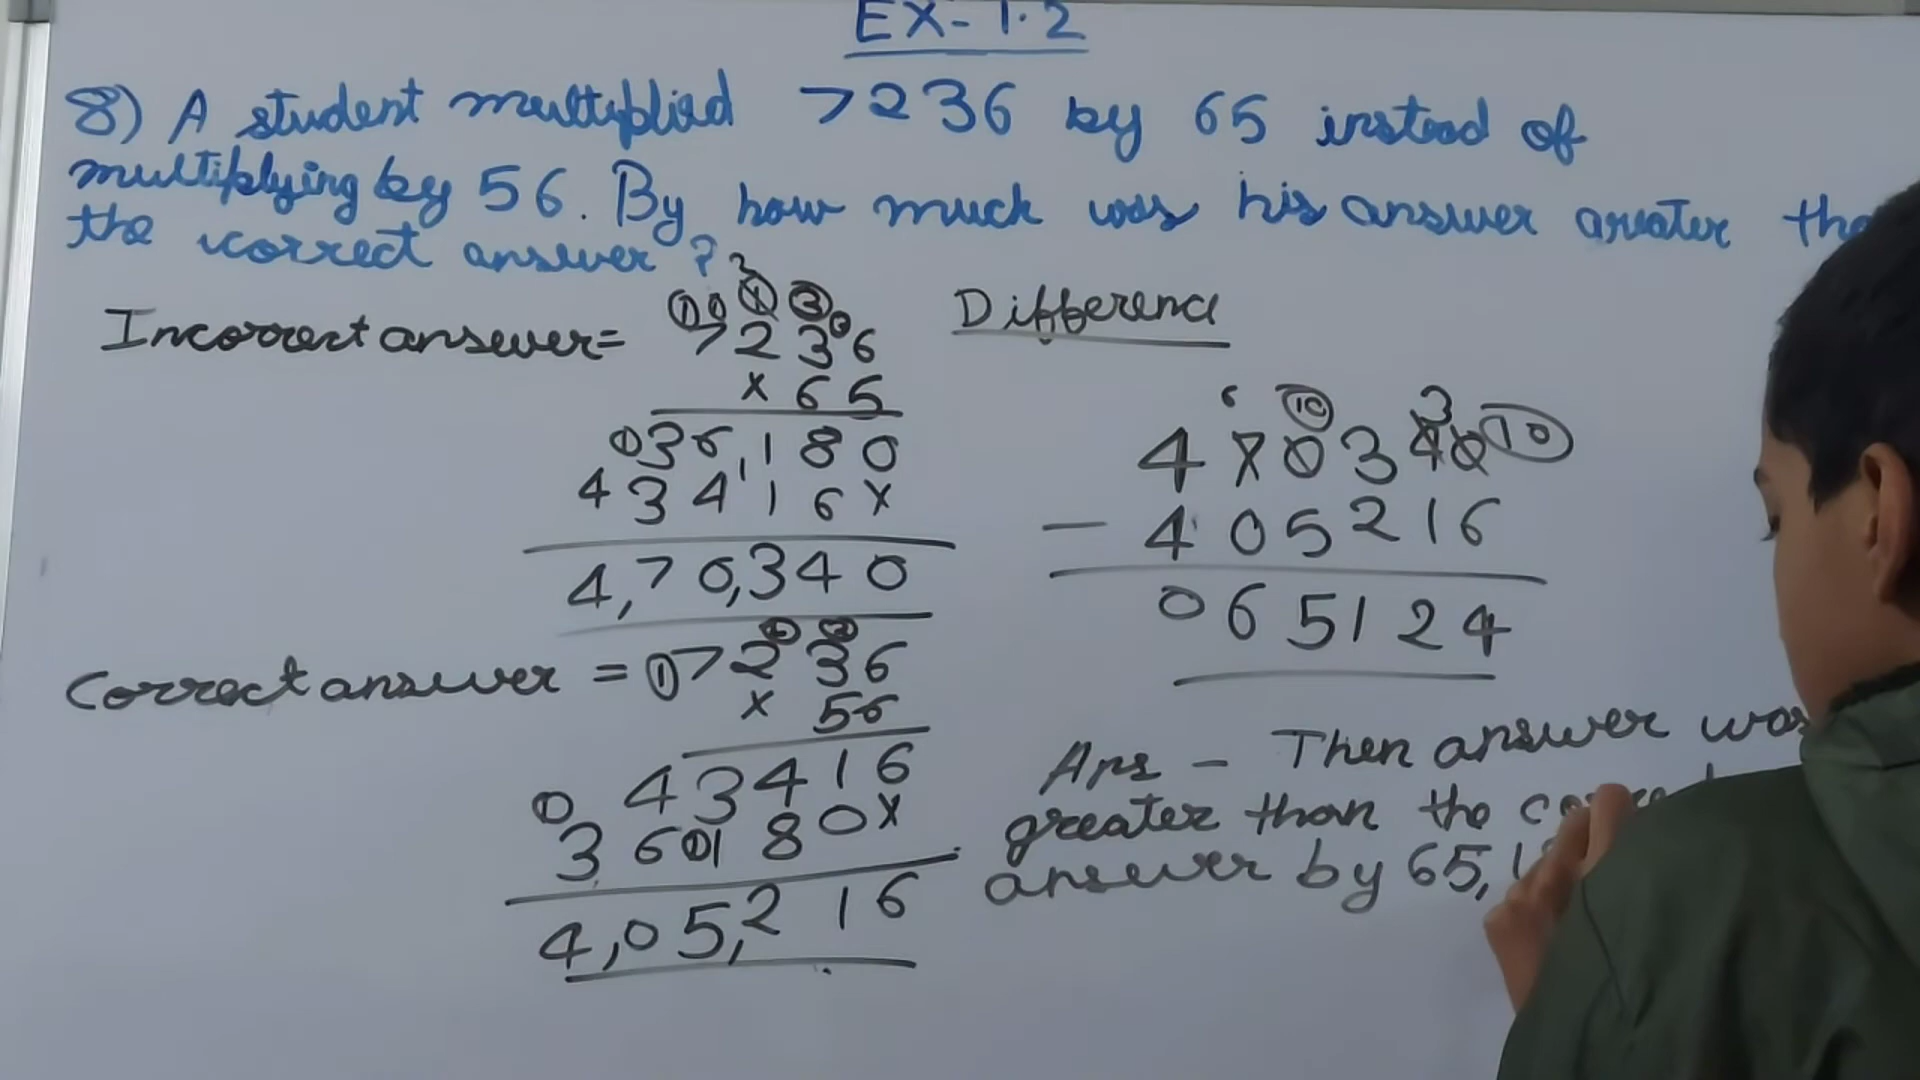 EX-1.2
8) A student multiplied 7236 by 65 instead of
multiplying by 56. By how much was his answer greater
the correct answer?
Incorrect answer = 7236
× 65
36,180
43416×
4,70,340
Correct answer = 7236
× 56
43416
36180×
4,05,216
Difference
470340
- 405216
065124
Ans - Then answer was
greater than the
answer by 65,